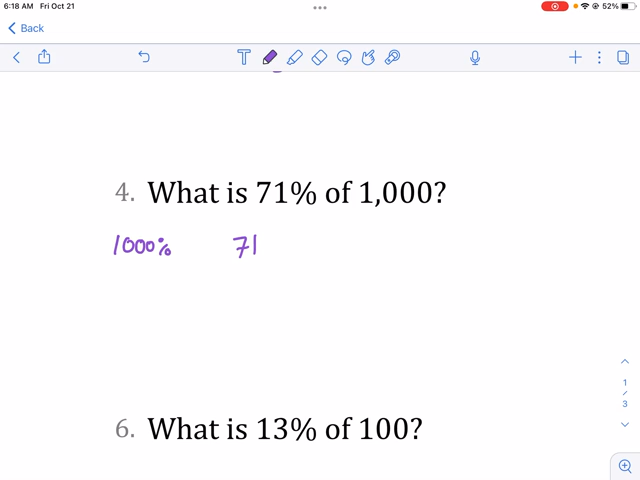 6:18 AM Fri Oct 21
52%
Back
T
4. What is 71% of 1,000?
1000% 71
1
3
6. What is 13% of 100?